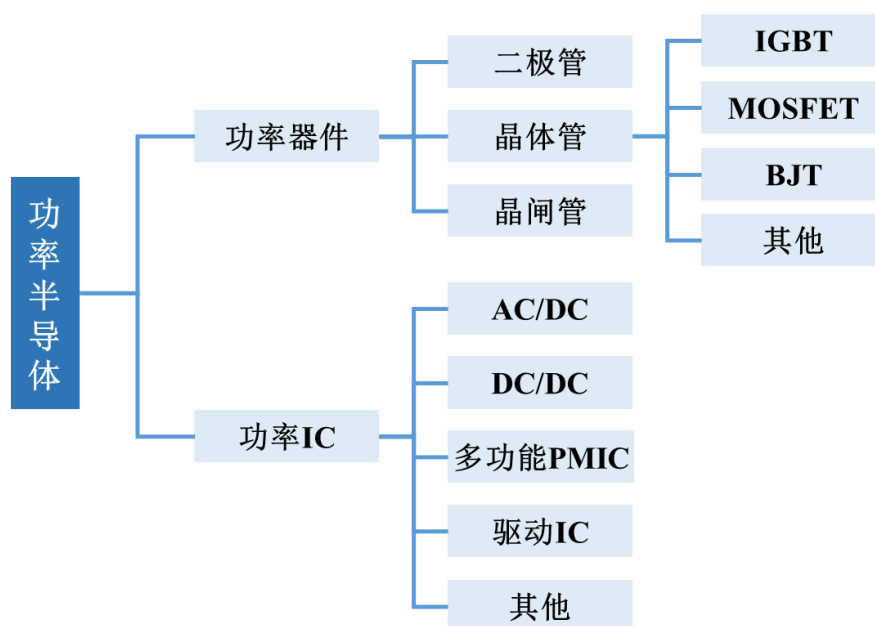 功率半导体
功率器件
二极管
晶体管
晶闸管
IGBT
MOSFET
BJT
其他
功率IC
AC/DC
DC/DC
多功能PMIC
驱动IC
其他